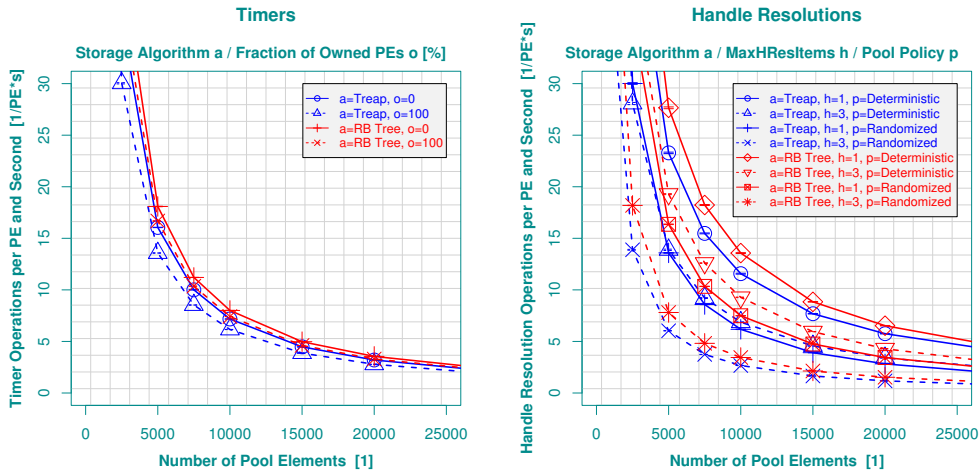 Timers
Storage Algorithm a / Fraction of Owned PEs o [%]
Timer Operations per PE and Second [1/PE*s]
30
25
20
15
10
5
0
a=Treap, o=0
a=Treap, o=100
a=RB Tree, o=0
a=RB Tree, o=100
0 5000 10000 15000 20000 25000
Number of Pool Elements [1]
Handle Resolutions
Storage Algorithm a / MaxHResItems h / Pool Policy p
Handle Resolution Operations per PE and Second [1/PE*s]
30
25
20
15
10
5
0
a=Treap, h=1, p=Deterministic
a=Treap, h=3, p=Deterministic
a=Treap, h=1, p=Randomized
a=Treap, h=3, p=Randomized
a=RB Tree, h=1, p=Deterministic
a=RB Tree, h=3, p=Deterministic
a=RB Tree, h=1, p=Randomized
a=RB Tree, h=3, p=Randomized
0 5000 10000 15000 20000 25000
Number of Pool Elements [1]